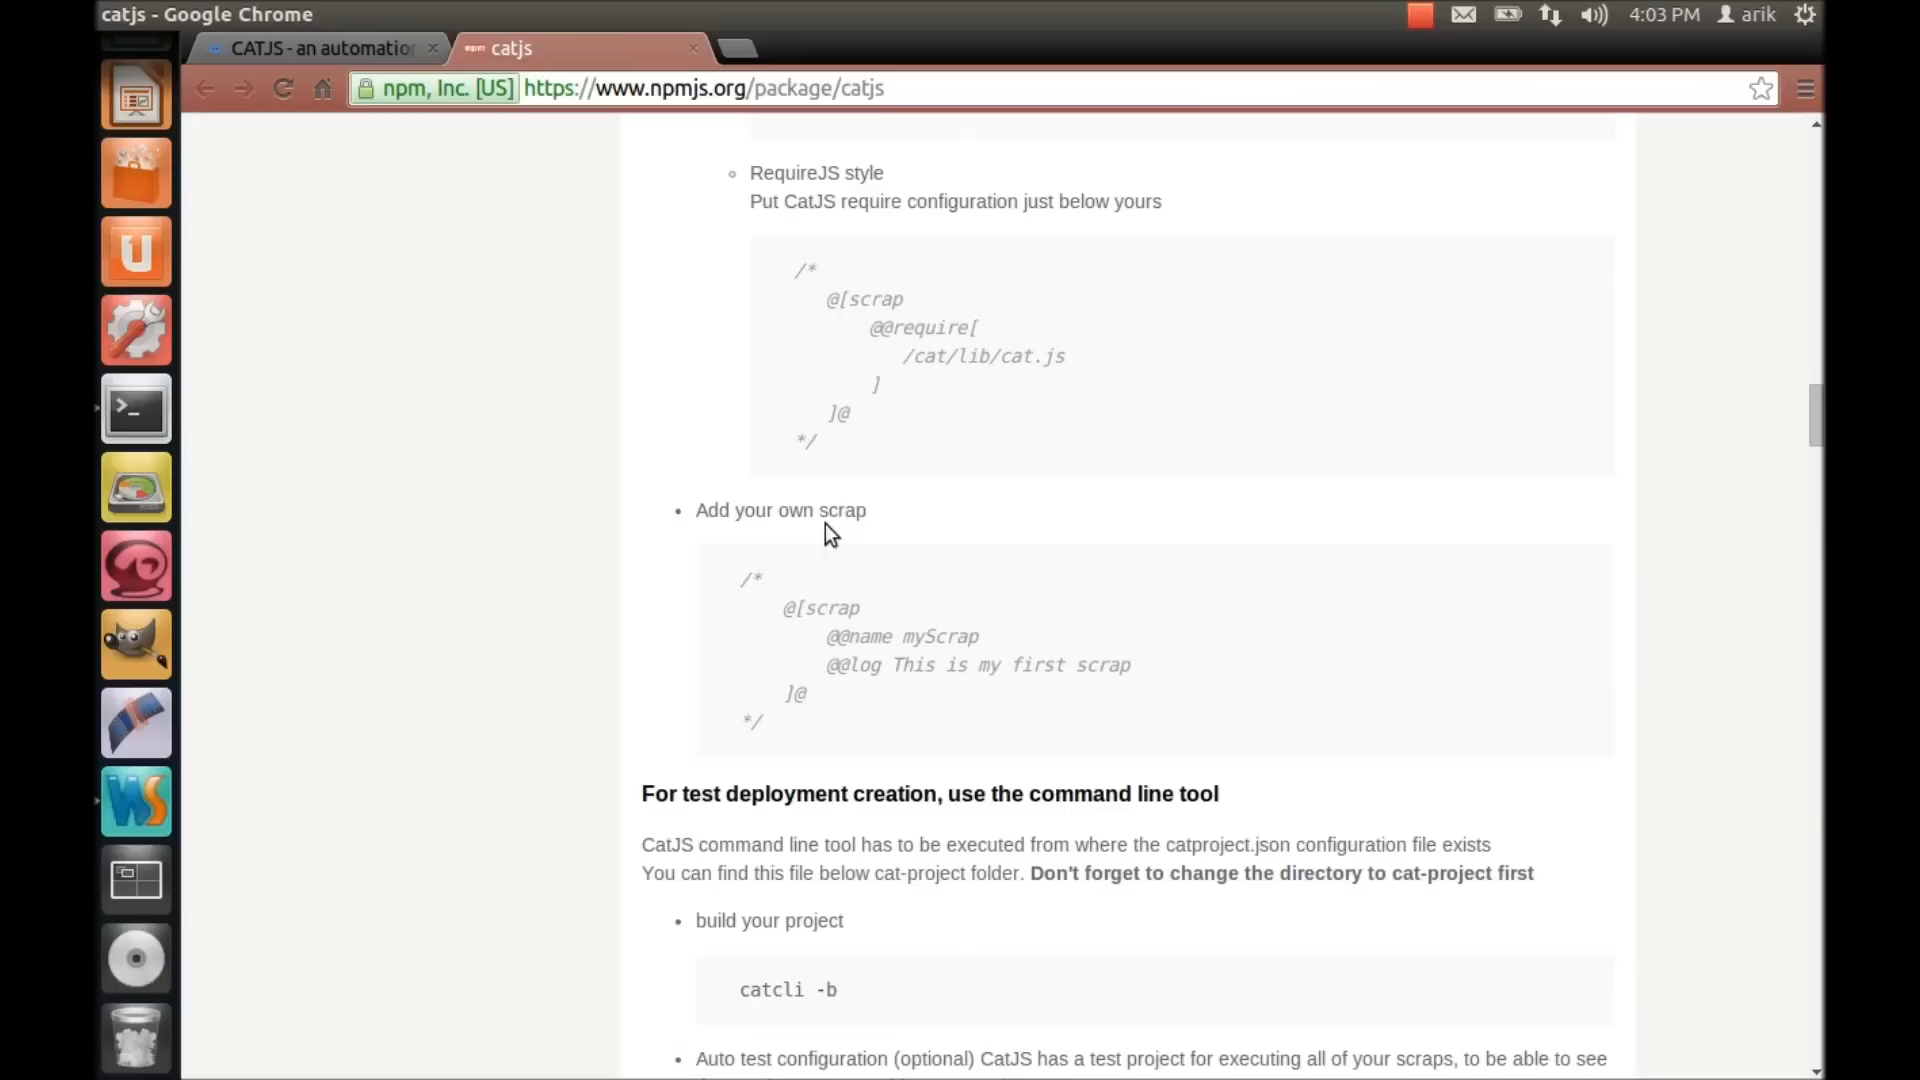 catjs - Google Chrome
4:03 PM arik
CATJS - an automation
npm catjs
npm, Inc. [US] https://www.npmjs.org/package/catjs
RequireJS style
Put CatJS require configuration just below yours
/*
@[scrap
@@require[
/cat/lib/cat.js
]
]@
*/
Add your own scrap
/*
@[scrap
@@name myScrap
@@log This is my first scrap
]@
*/
For test deployment creation, use the command line tool
CatJS command line tool has to be executed from where the catproject.json configuration file exists
You can find this file below cat-project folder. Don't forget to change the directory to cat-project first
build your project
catcli -b
Auto test configuration (optional) CatJS has a test project for executing all of your scraps, to be able to see